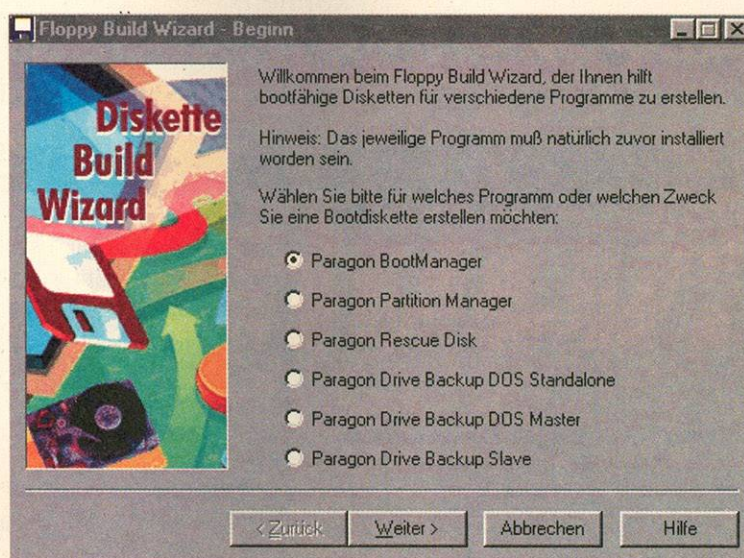 Floppy Build Wizard - Beginn
Diskette
Build
Wizard
Willkommen beim Floppy Build Wizard, der Ihnen hilft
bootfähige Disketten für verschiedene Programme zu erstellen.
Hinweis: Das jeweilige Programm muß natürlich zuvor installiert
worden sein.
Wählen Sie bitte für welches Programm oder welchen Zweck
Sie eine Bootdiskette erstellen möchten:
Paragon BootManager
Paragon Partition Manager
Paragon Rescue Disk
Paragon Drive Backup DOS Standalone
Paragon Drive Backup DOS Master
Paragon Drive Backup Slave
< Zurück
Weiter >
Abbrechen
Hilfe